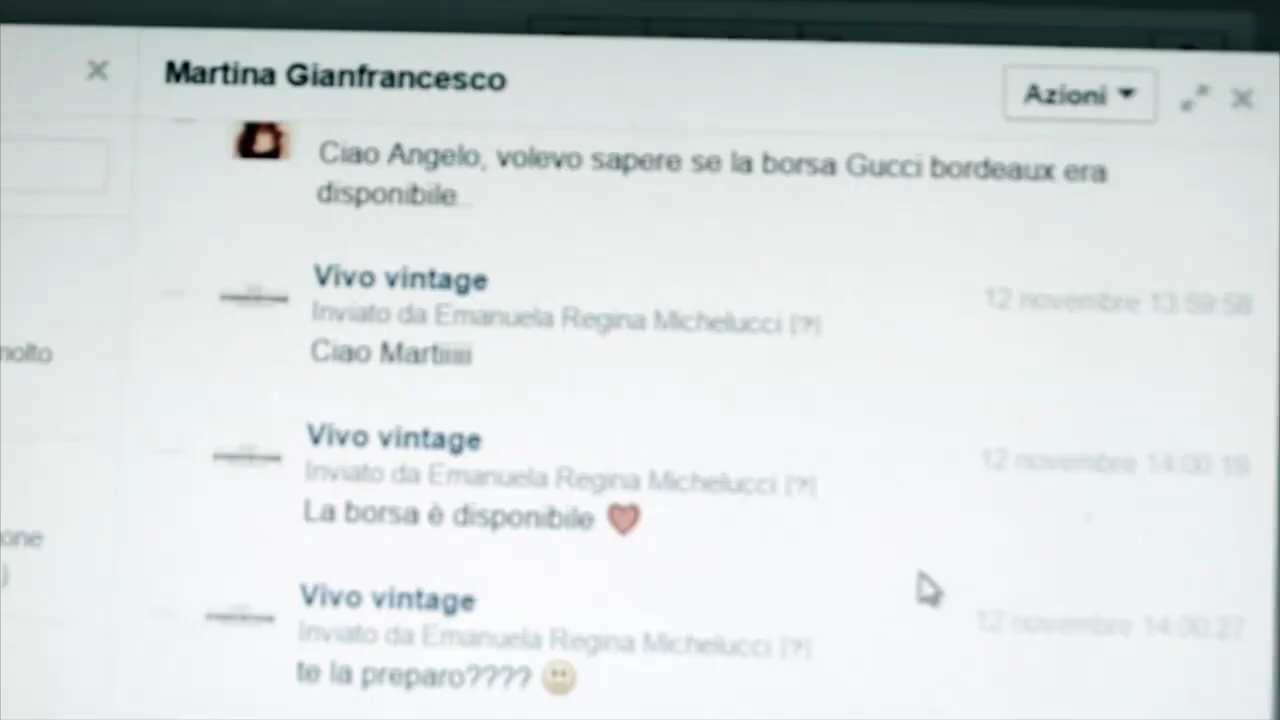 Martina Gianfrancesco
Azioni
Ciao Angelo, volevo sapere se la borsa Gucci bordeaux era
disponibile..
Vivo vintage
12 novembre 13:59:58
Inviato da Emanuela Regina Michelucci [?]
Ciao Martiiiii
molto
Vivo vintage
12 novembre 14:00:19
Inviato da Emanuela Regina Michelucci [?]
La borsa è disponibile ❤
one
)
Vivo vintage
12 novembre 14:00:27
Inviato da Emanuela Regina Michelucci [?]
te la preparo???? 🙂